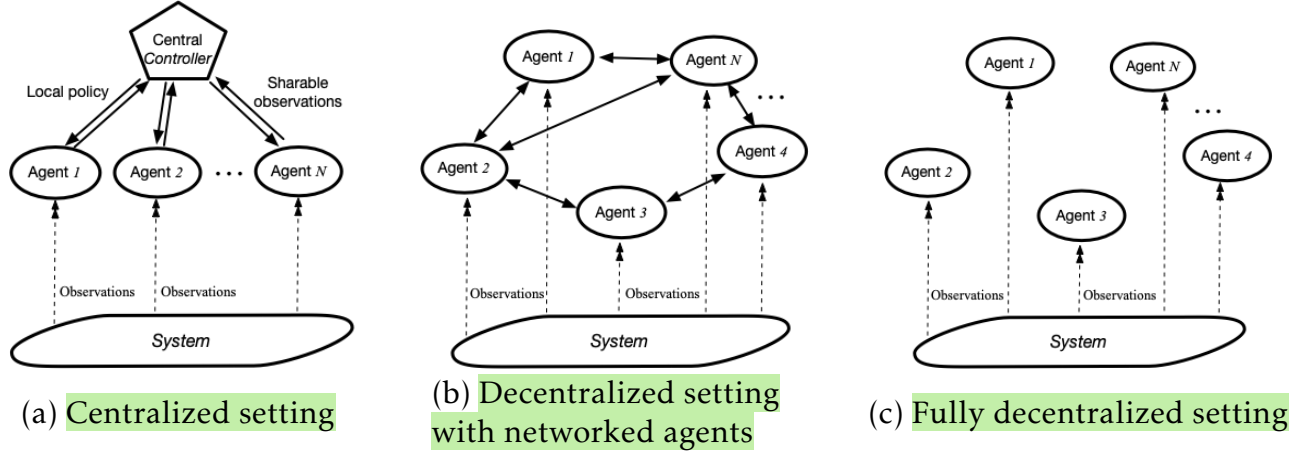 Central
Controller
Local policy
Sharable
observations
Agent 1
Agent 2
...
Agent N
Observations
Observations
System
(a) Centralized setting
Agent 1
Agent N
...
Agent 2
Agent 4
Agent 3
Observations
Observations
System
(b) Decentralized setting
with networked agents
Agent 1
Agent N
...
Agent 2
Agent 4
Agent 3
Observations
Observations
System
(c) Fully decentralized setting